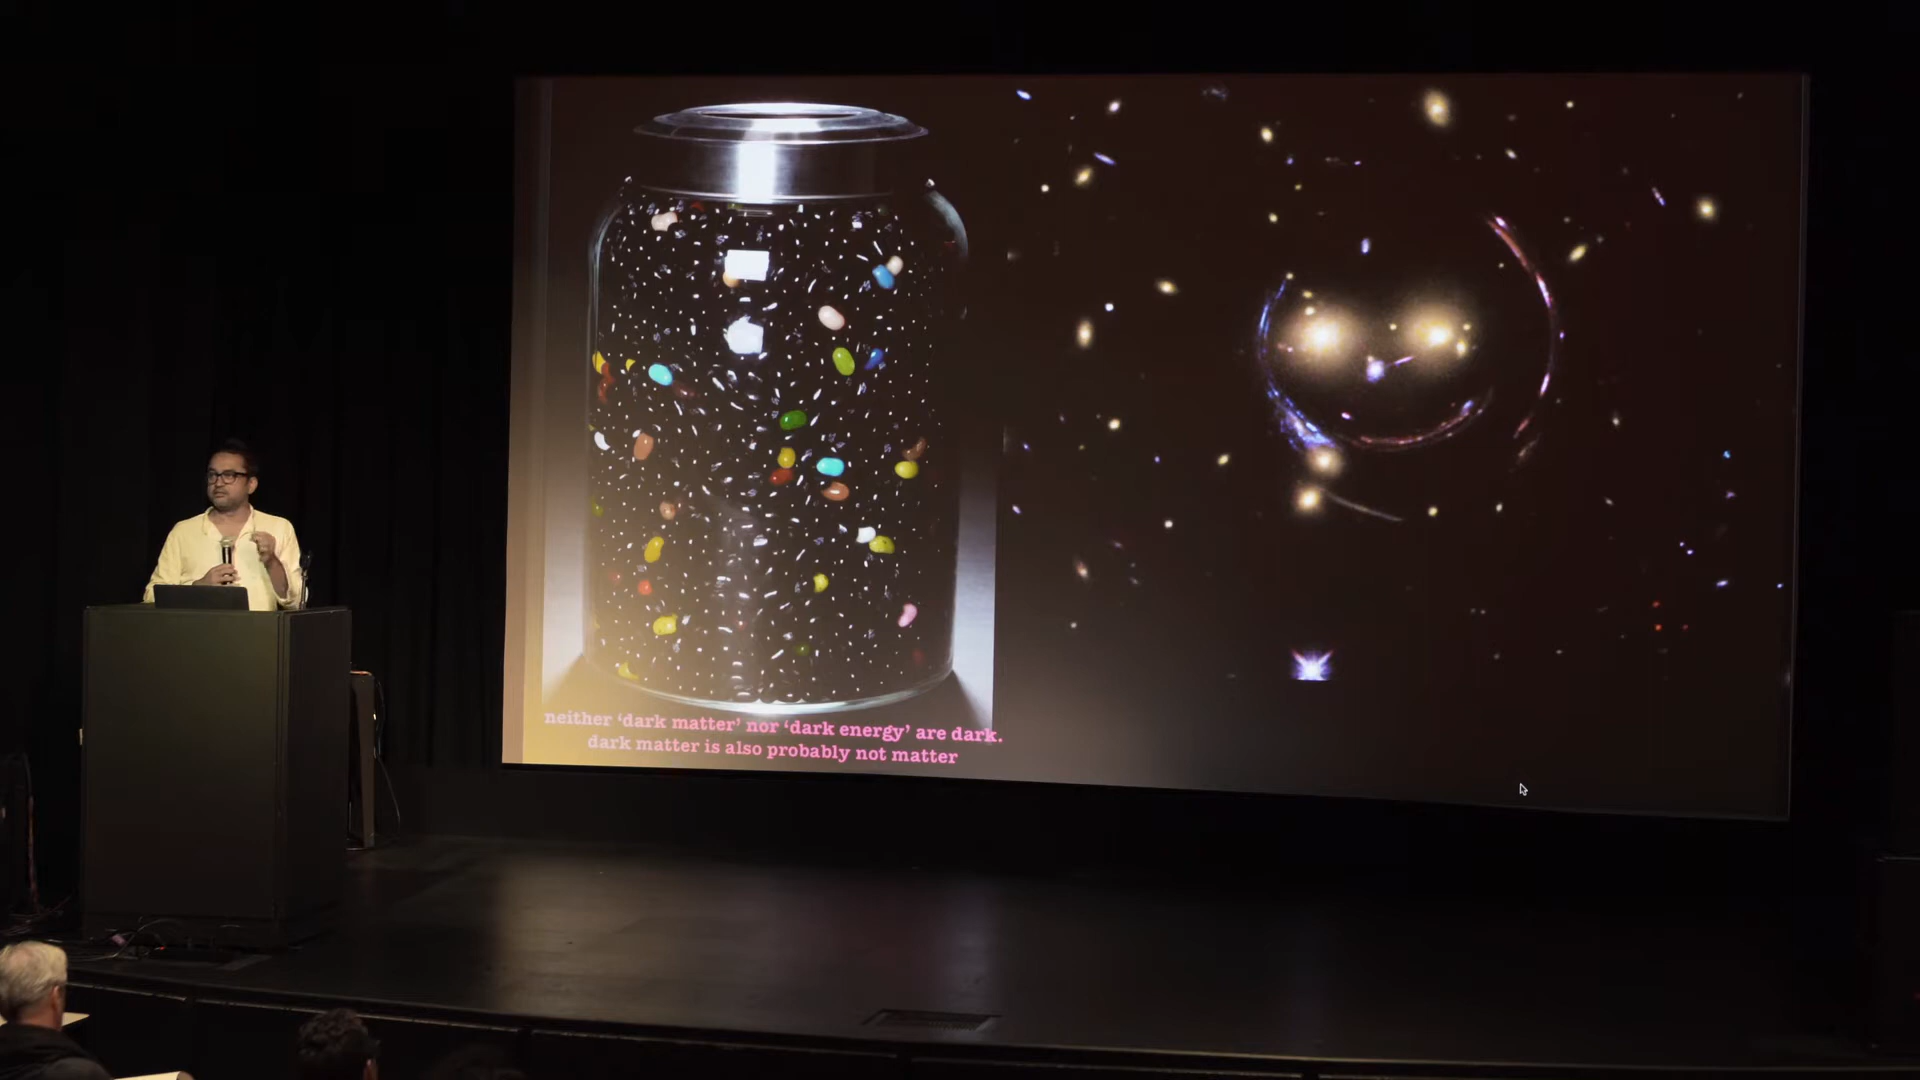 neither ‘dark matter’ nor ‘dark energy’ are dark.
dark matter is also probably not matter